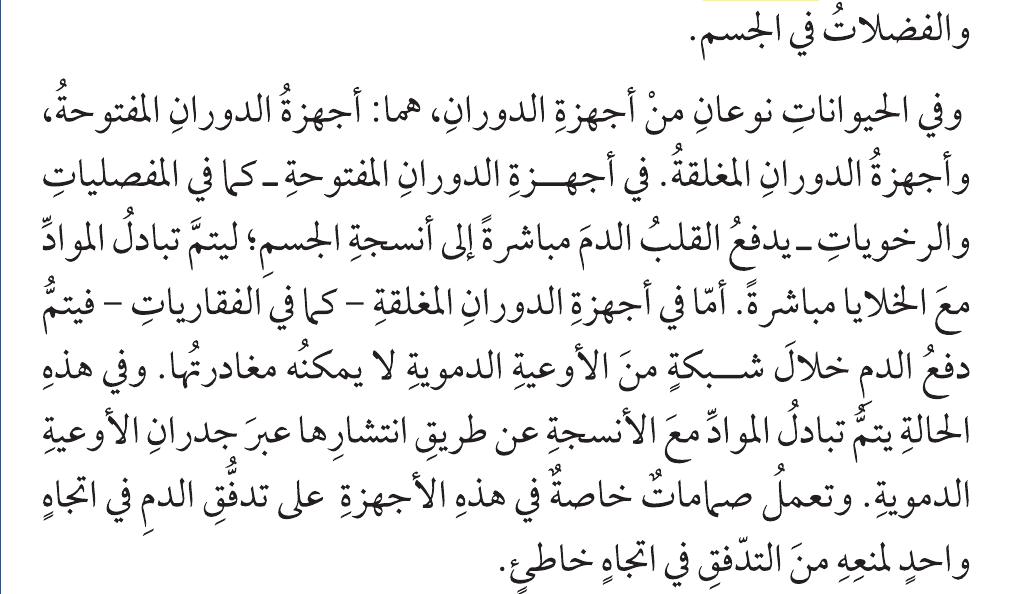 والفضلاتُ في الجسم.
وفي الحيواناتِ نوعانِ منْ أجهزةِ الدورانِ، هما: أجهزةُ الدورانِ المفتوحةُ،
وأجهزةُ الدورانِ المغلقةُ. في أجهـــزةِ الدورانِ المفتوحةِ ـ كما في المفصلياتِ
والرخوياتِ ـ يدفعُ القلبُ الدمَ مباشرةً إلى أنسجةِ الجسمِ؛ ليتمَّ تبادلُ الموادِّ
معَ الخلايا مباشرةً. أمّا في أجهزةِ الدورانِ المغلقةِ – كما في الفقارياتِ – فيتمُّ
دفعُ الدمِ خلالَ شـــبكةٍ منَ الأوعيةِ الدمويةِ لا يمكنُه مغادرتُها. وفي هذهِ
الحالةِ يتمُّ تبادلُ الموادِّ معَ الأنسجةِ عن طريقِ انتشارِها عبرَ جدرانِ الأوعيةِ
الدمويةِ. وتعملُ صماماتٌ خاصةٌ في هذهِ الأجهزةِ على تدفُّقِ الدمِ في اتجاهٍ
واحدٍ لمنعِهِ منَ التدّفقِ في اتجاهٍ خاطئٍ.